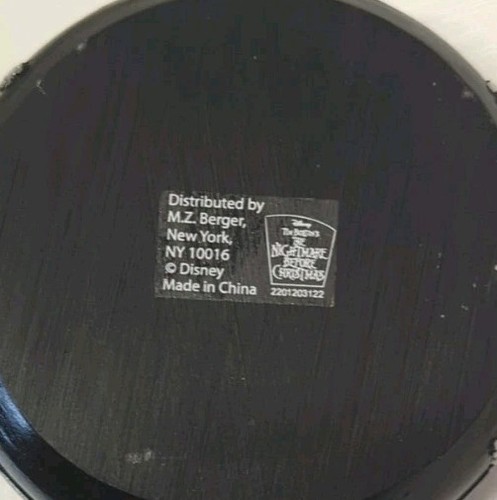 Distributed by
M.Z. Berger,
New York,
NY 10016
© Disney
Made in China
Disney
Tim Burton's
THE
NIGHTMARE
BEFORE
CHRISTMAS
2201203122